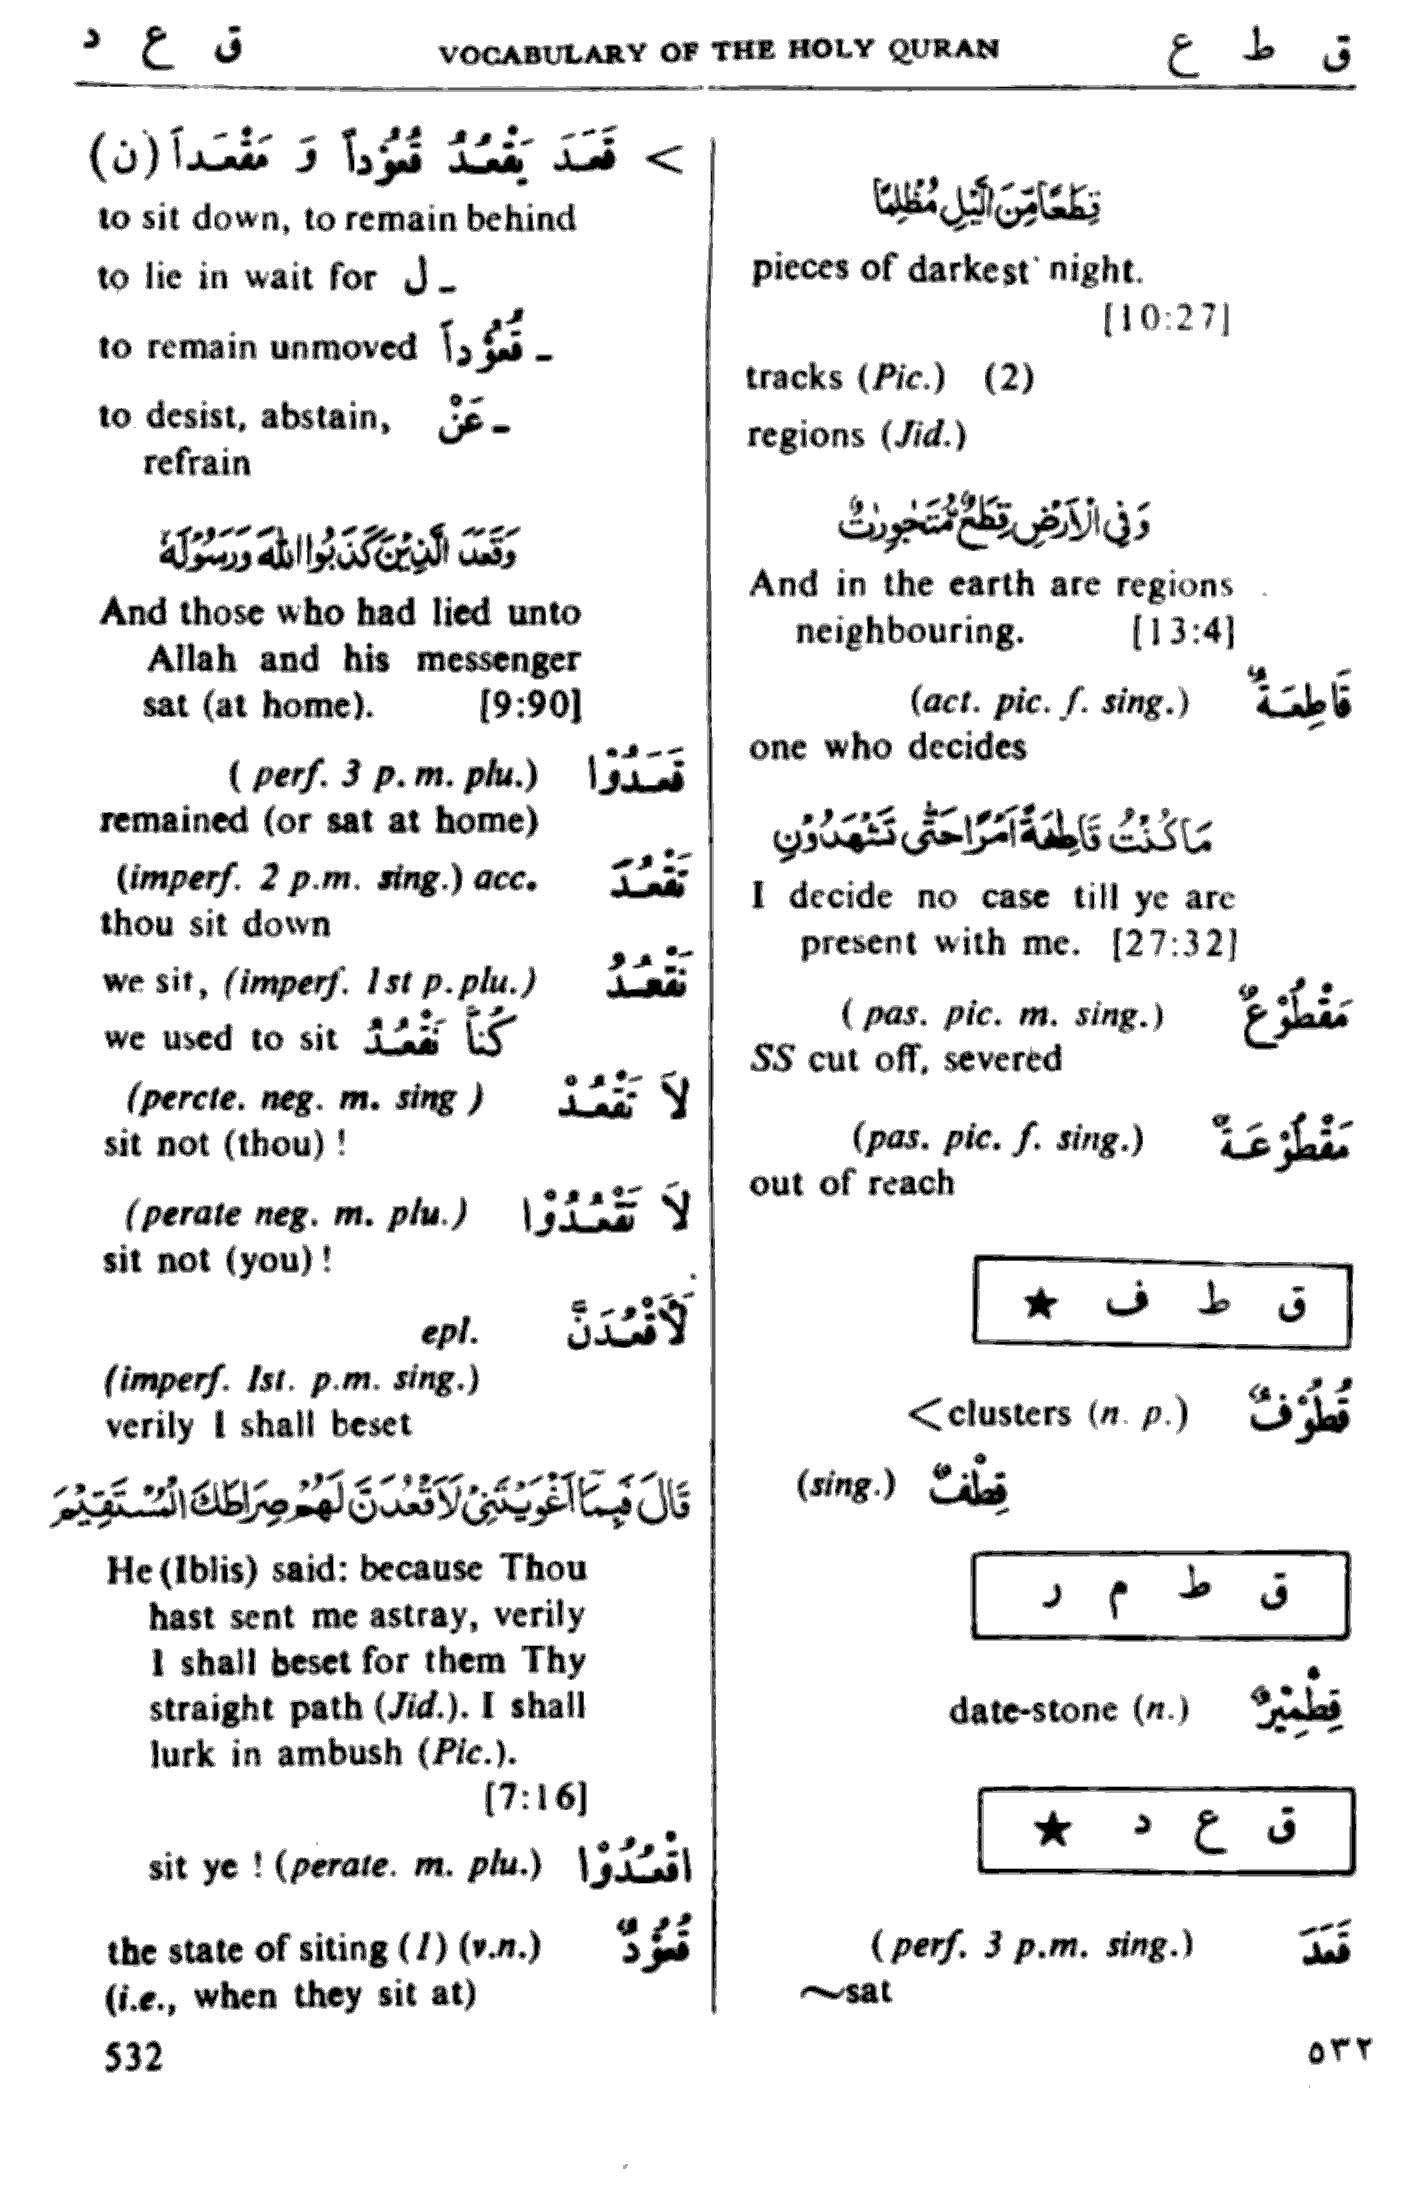 ق ع د VOCABULARY OF THE HOLY QURAN ق ط ع
قِطَعًا مِّنَ الَّيْلِ مُظْلِمًا
pieces of darkest night.
[10:27]
tracks (Pic.) (2)
regions (Jid.)
وَفِي الْأَرْضِ قِطَعٌ مُّتَجٰوِرٰتٌ
And in the earth are regions
neighbouring. [13:4]
(act. pic. f. sing.) قَاطِعَةٌ
one who decides
مَا كُنْتُ قَاطِعَةً اَمْرًا حَتّٰى تَشْهَدُوْنِ
I decide no case till ye are
present with me. [27:32]
( pas. pic. m. sing.) مَقْطُوْعٌ
SS cut off, severed
(pas. pic. f. sing.) مَقْطُوْعَةٌ
out of reach
ق ط ف ★
<clusters (n. p.) قُطُوْفٌ
(sing.) قِطْفٌ
ق ط م ر
date-stone (n.) قِطْمِيْرٌ
ق ع د ★
( perf. 3 p.m. sing.) قَعَدَ
~sat
< قَعَدَ يَقْعُدُ قُعُوْداً وَ مَقْعَداً (ن)
to sit down, to remain behind
to lie in wait for ـ ل
to remain unmoved ـ قُعُوْداً
to desist, abstain, ـ عَنْ
refrain
وَقَعَدَ الَّذِيْنَ كَذَبُوا اللّٰهَ وَرَسُوْلَهٗ
And those who had lied unto
Allah and his messenger
sat (at home). [9:90]
( perf. 3 p. m. plu.) قَعَدُوْا
remained (or sat at home)
(imperf. 2 p.m. sing.) acc. تَقْعُدَ
thou sit down
we sit, (imperf. 1st p. plu.) نَقْعُدُ
we used to sit كُنَّا نَقْعُدُ
(percte. neg. m. sing ) لَا تَقْعُدْ
sit not (thou) !
(perate neg. m. plu.) لَا تَقْعُدُوْا
sit not (you) !
epl. لَاَقْعُدَنَّ
(imperf. Ist. p.m. sing.)
verily I shall beset
قَالَ فَبِمَآ اَغْوَيْتَنِيْ لَاَقْعُدَنَّ لَهُمْ صِرَاطَكَ الْمُسْتَقِيْمَ
He (Iblis) said: because Thou
hast sent me astray, verily
I shall beset for them Thy
straight path (Jid.). I shall
lurk in ambush (Pic.).
[7:16]
sit ye ! (perate. m. plu.) اقْعُدُوْا
the state of siting (1) (v.n.) قُعُوْدٌ
(i.e., when they sit at)
532 ٥٣٢